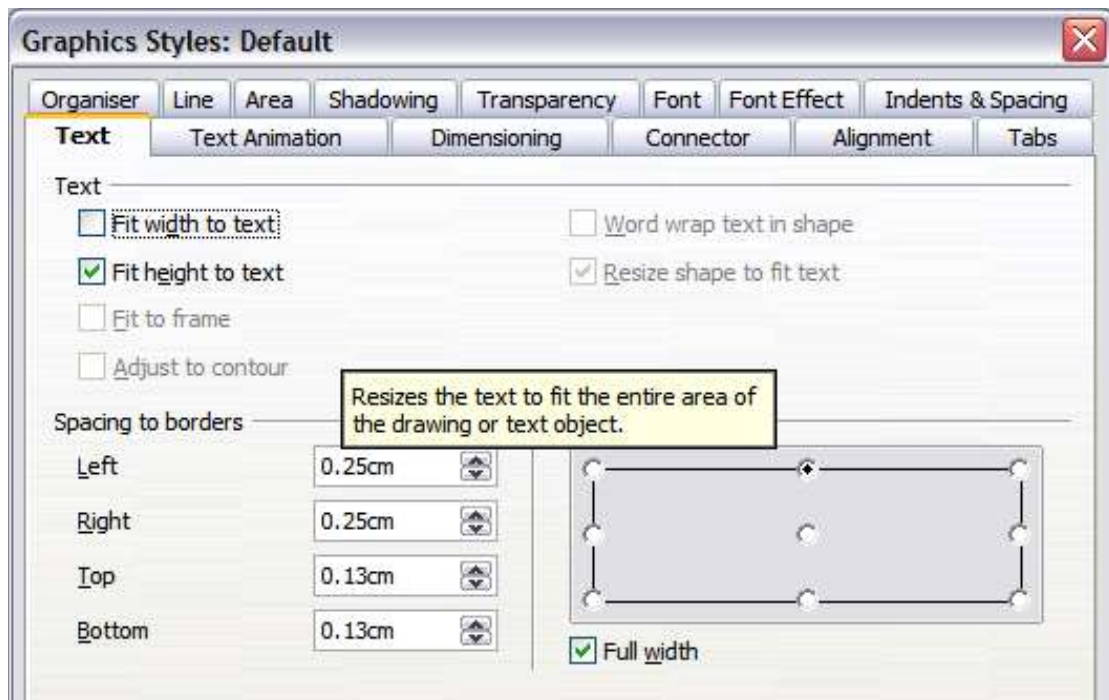 Graphics Styles: Default
Organiser Line Area Shadowing Transparency Font Font Effect Indents & Spacing
Text Text Animation Dimensioning Connector Alignment Tabs
Text
Fit width to text Word wrap text in shape
Fit height to text Resize shape to fit text
Fit to frame
Adjust to contour
Resizes the text to fit the entire area of
the drawing or text object.
Spacing to borders
Left 0.25cm
Right 0.25cm
Top 0.13cm
Bottom 0.13cm
Full width